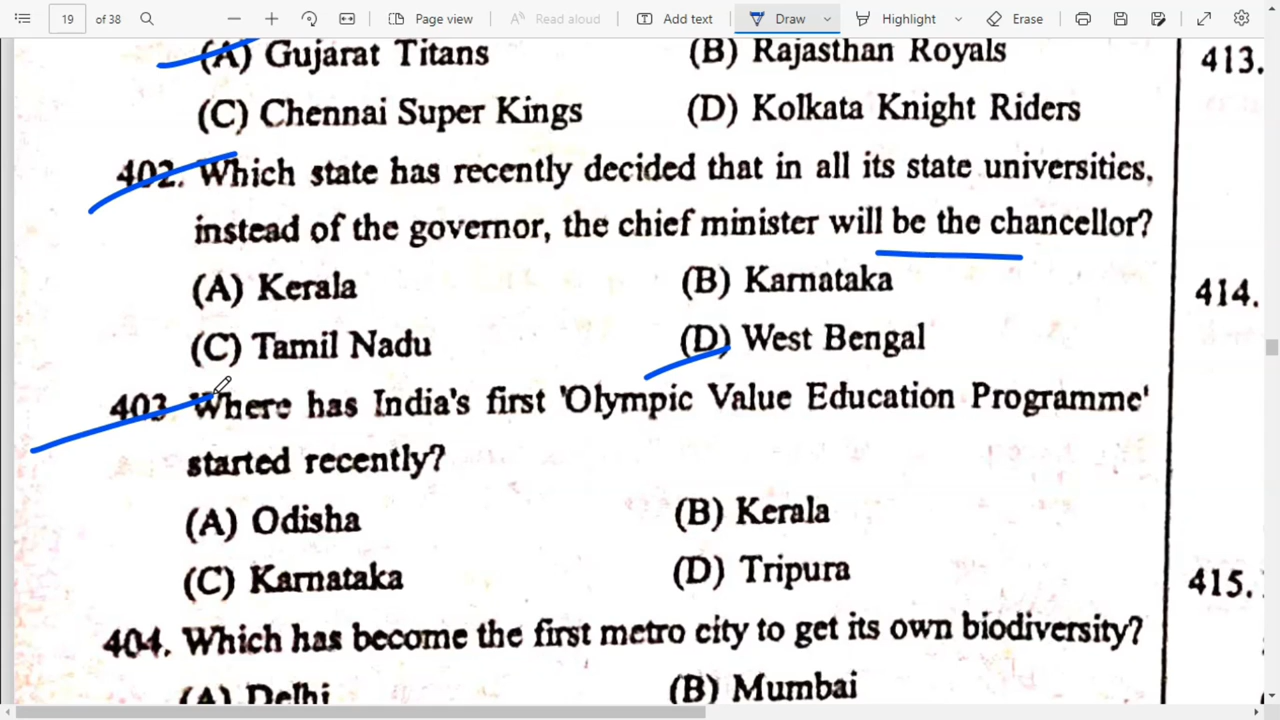 19 of 38 Page view Read aloud Add text Draw Highlight Erase
(A) Gujarat Titans (B) Rajasthan Royals
413.
(C) Chennai Super Kings (D) Kolkata Knight Riders
402. Which state has recently decided that in all its state universities,
instead of the governor, the chief minister will be the chancellor?
(A) Kerala (B) Karnataka
414.
(C) Tamil Nadu (D) West Bengal
403 Where has India's first 'Olympic Value Education Programme'
started recently?
(A) Odisha (B) Kerala
(C) Karnataka (D) Tripura
415.
404. Which has become the first metro city to get its own biodiversity?
(A) Delhi (B) Mumbai